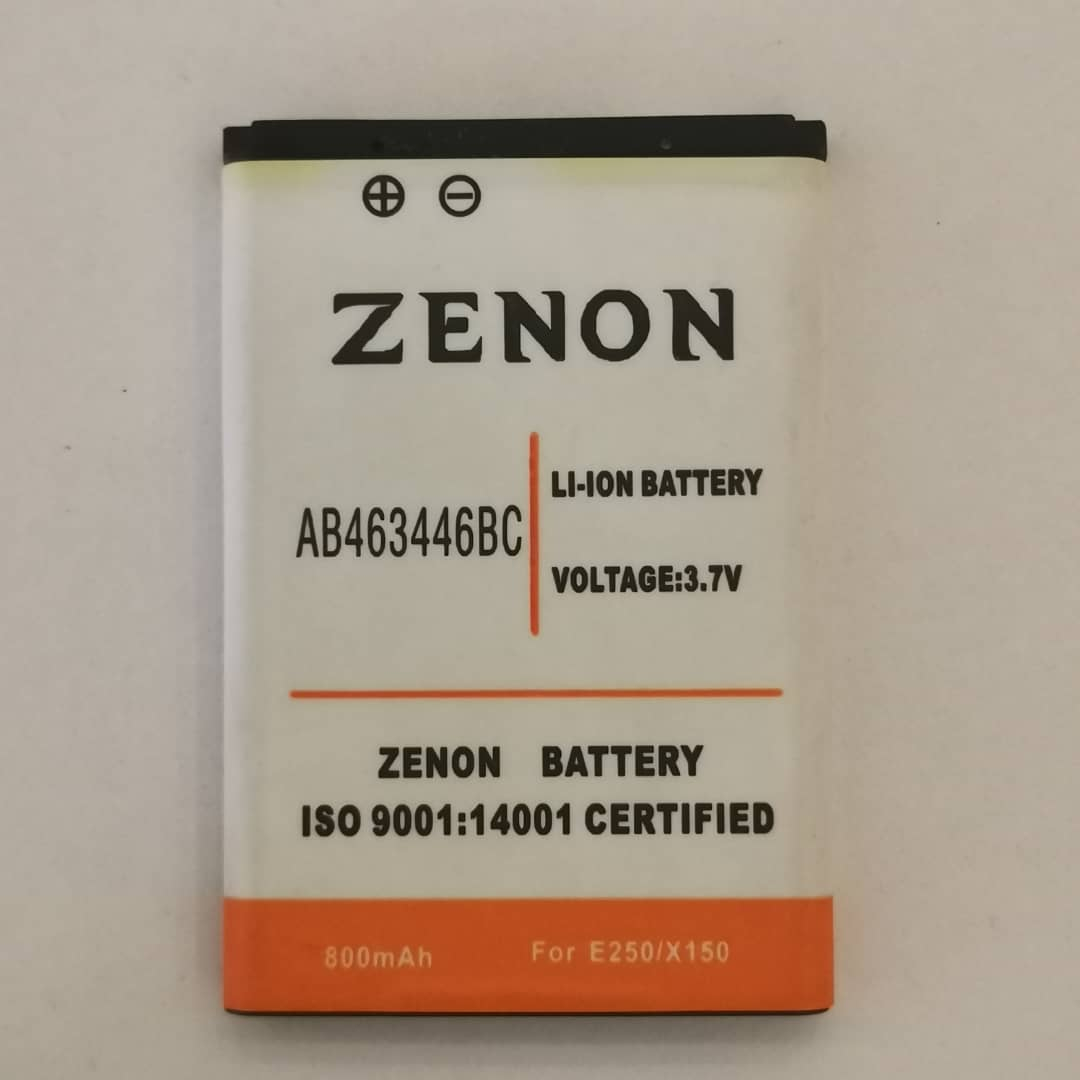 ⊕ ⊖
ZENON
AB463446BC
LI-ION BATTERY
VOLTAGE:3.7V
ZENON BATTERY
ISO 9001:14001 CERTIFIED
800mAh For E250/X150